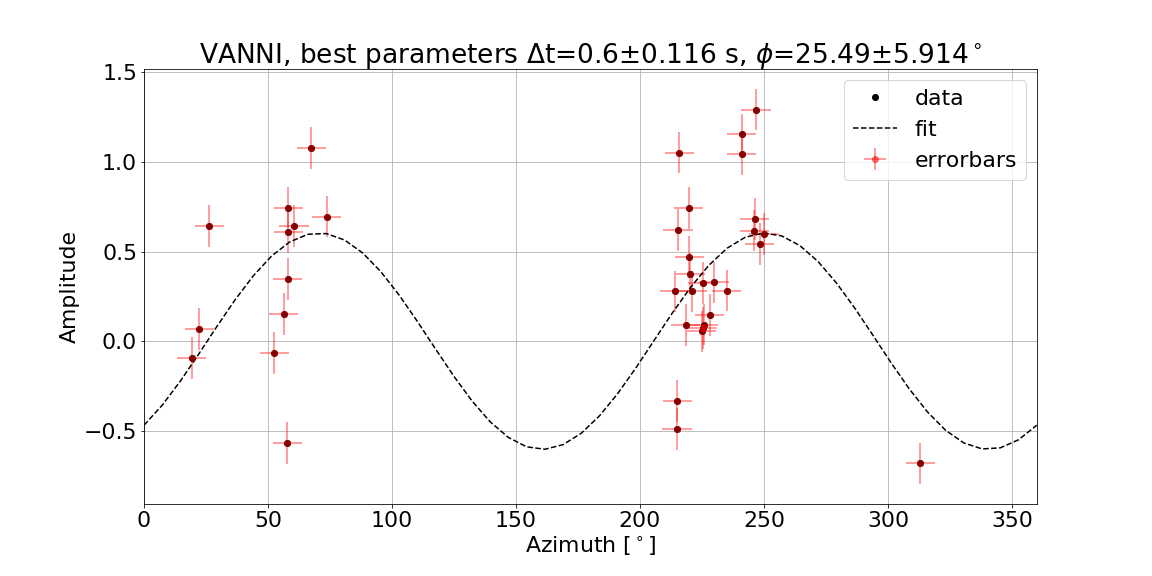 VANNI, best parameters Δt=0.6±0.116 s, ϕ=25.49±5.914°
1.5
1.0
0.5
0.0
−0.5
Amplitude
data
fit
errorbars
0 50 100 150 200 250 300 350
Azimuth [°]